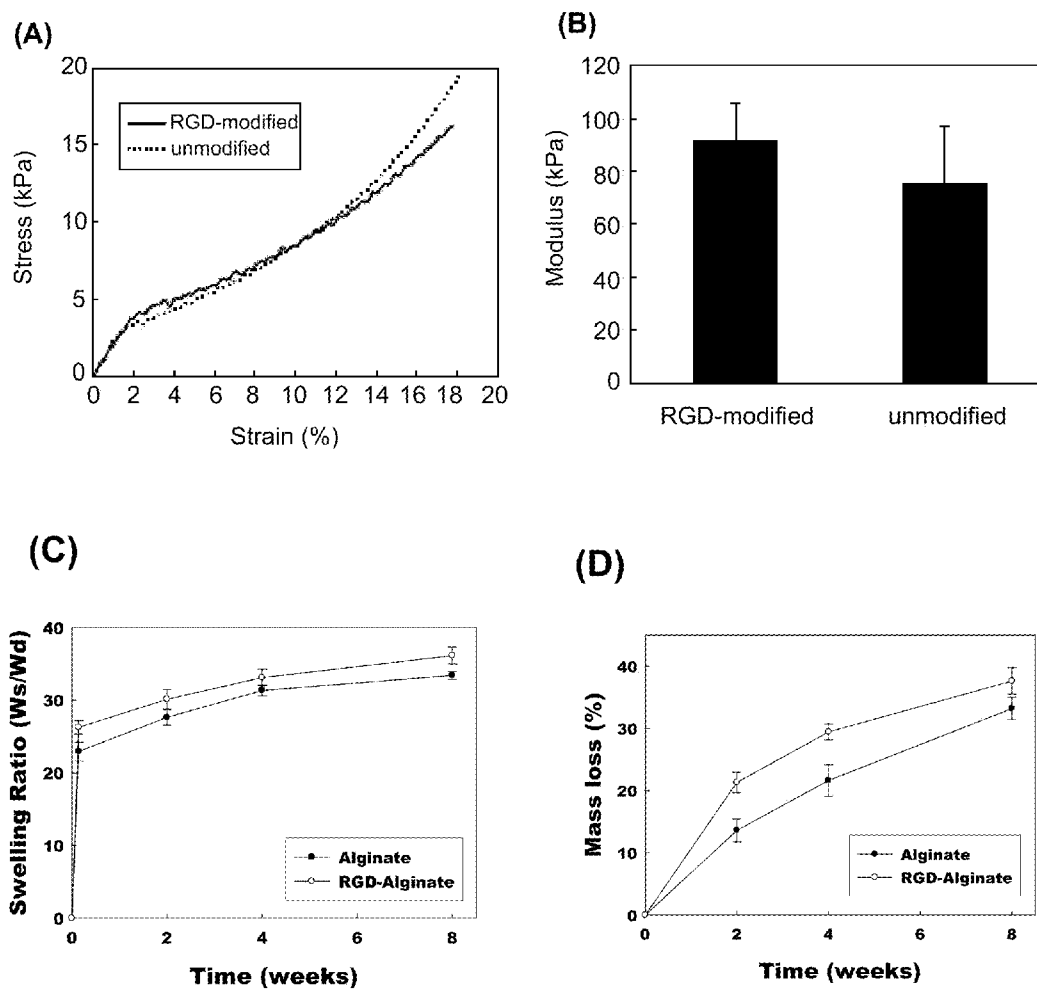 (A)
Stress (kPa)
20
15
10
5
0
RGD-modified
unmodified
0 2 4 6 8 10 12 14 16 18 20
Strain (%)
(B)
Modulus (kPa)
120
100
80
60
40
20
0
RGD-modified unmodified
(C)
Swelling Ratio (Ws/Wd)
40
30
20
10
0
Alginate
RGD-Alginate
0 2 4 6 8
Time (weeks)
(D)
Mass loss (%)
40
30
20
10
0
Alginate
RGD-Alginate
0 2 4 6 8
Time (weeks)